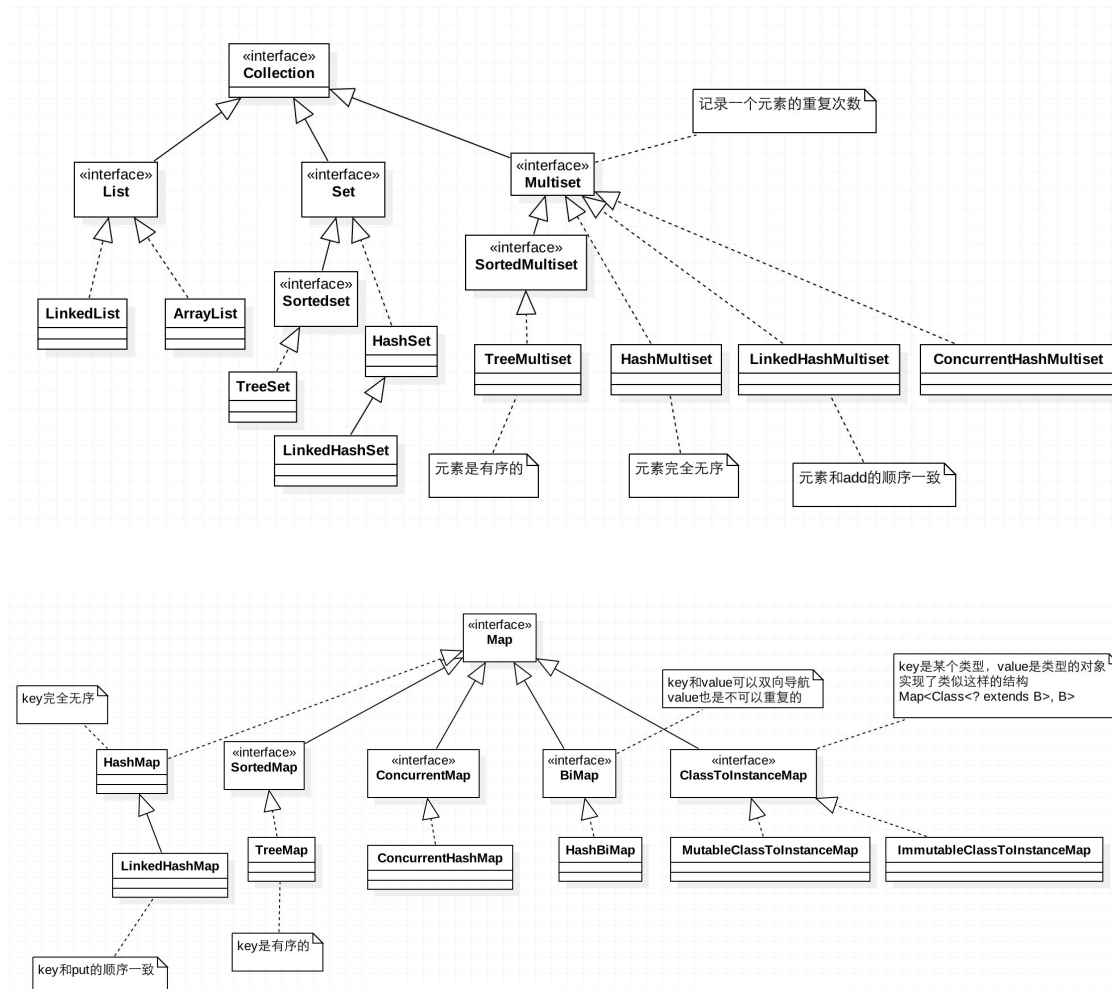 «interface»
Collection
记录一个元素的重复次数
«interface»
List
«interface»
Set
«interface»
Multiset
«interface»
SortedMultiset
«interface»
Sortedset
LinkedList
ArrayList
HashSet
TreeSet
LinkedHashSet
TreeMultiset
HashMultiset
LinkedHashMultiset
ConcurrentHashMultiset
元素是有序的
元素完全无序
元素和add的顺序一致
«interface»
Map
key完全无序
key和value可以双向导航
value也是不可以重复的
key是某个类型，value是类型的对象
实现了类似这样的结构
Map<Class<? extends B>, B>
HashMap
«interface»
SortedMap
«interface»
ConcurrentMap
«interface»
BiMap
«interface»
ClassToInstanceMap
LinkedHashMap
TreeMap
ConcurrentHashMap
HashBiMap
MutableClassToInstanceMap
ImmutableClassToInstanceMap
key是有序的
key和put的顺序一致